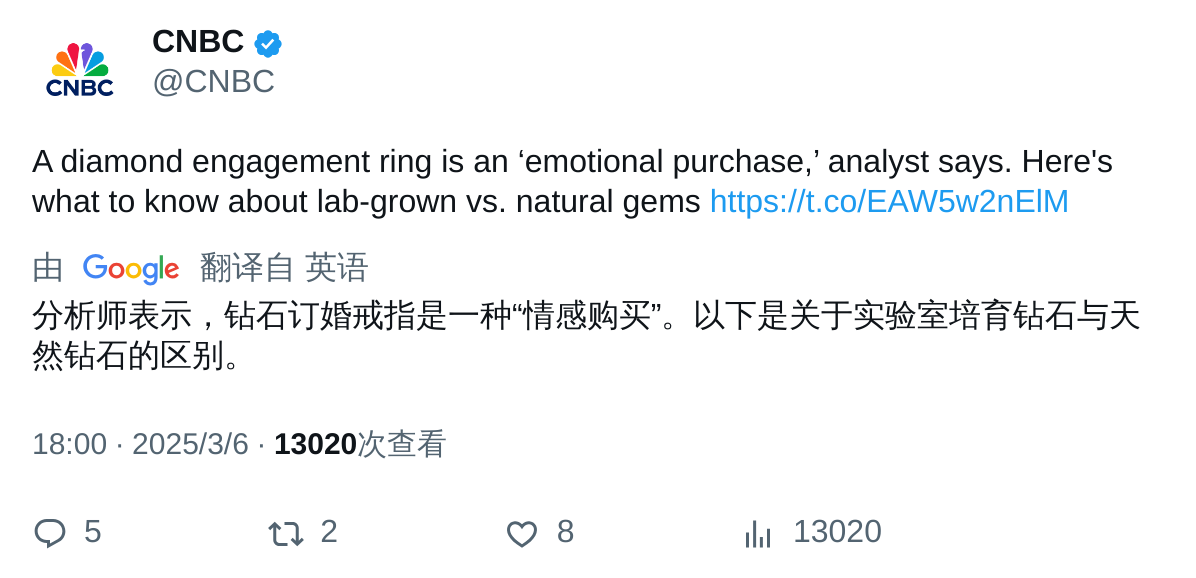 CNBC
CNBC
@CNBC
A diamond engagement ring is an ‘emotional purchase,’ analyst says. Here's
what to know about lab-grown vs. natural gems https://t.co/EAW5w2nElM
由 Google 翻译自 英语
分析师表示，钻石订婚戒指是一种“情感购买”。以下是关于实验室培育钻石与天
然钻石的区别。
18:00 · 2025/3/6 · 13020次查看
5 2 8 13020